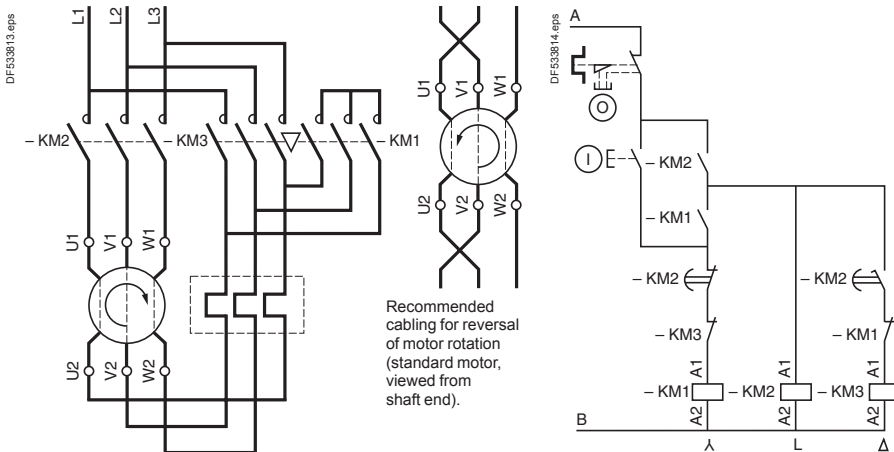 DF533813.eps
L1
L2
L3
– KM2
– KM3
– KM1
U1
V1
W1
U2
V2
W2
U1
V1
W1
U2
V2
W2
Recommended
cabling for reversal
of motor rotation
(standard motor,
viewed from
shaft end).
DF533814.eps
A
O
I
– KM2
– KM1
– KM2
– KM2
– KM3
– KM1
A1
A1
A1
– KM1
– KM2
– KM3
A2
A2
A2
B
L
Δ